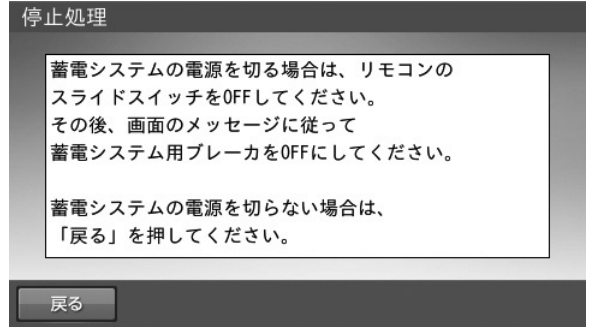 停止処理
蓄電システムの電源を切る場合は、リモコンの
スライドスイッチをOFFしてください。
その後、画面のメッセージに従って
蓄電システム用ブレーカをOFFにしてください。
蓄電システムの電源を切らない場合は、
「戻る」を押してください。
戻る